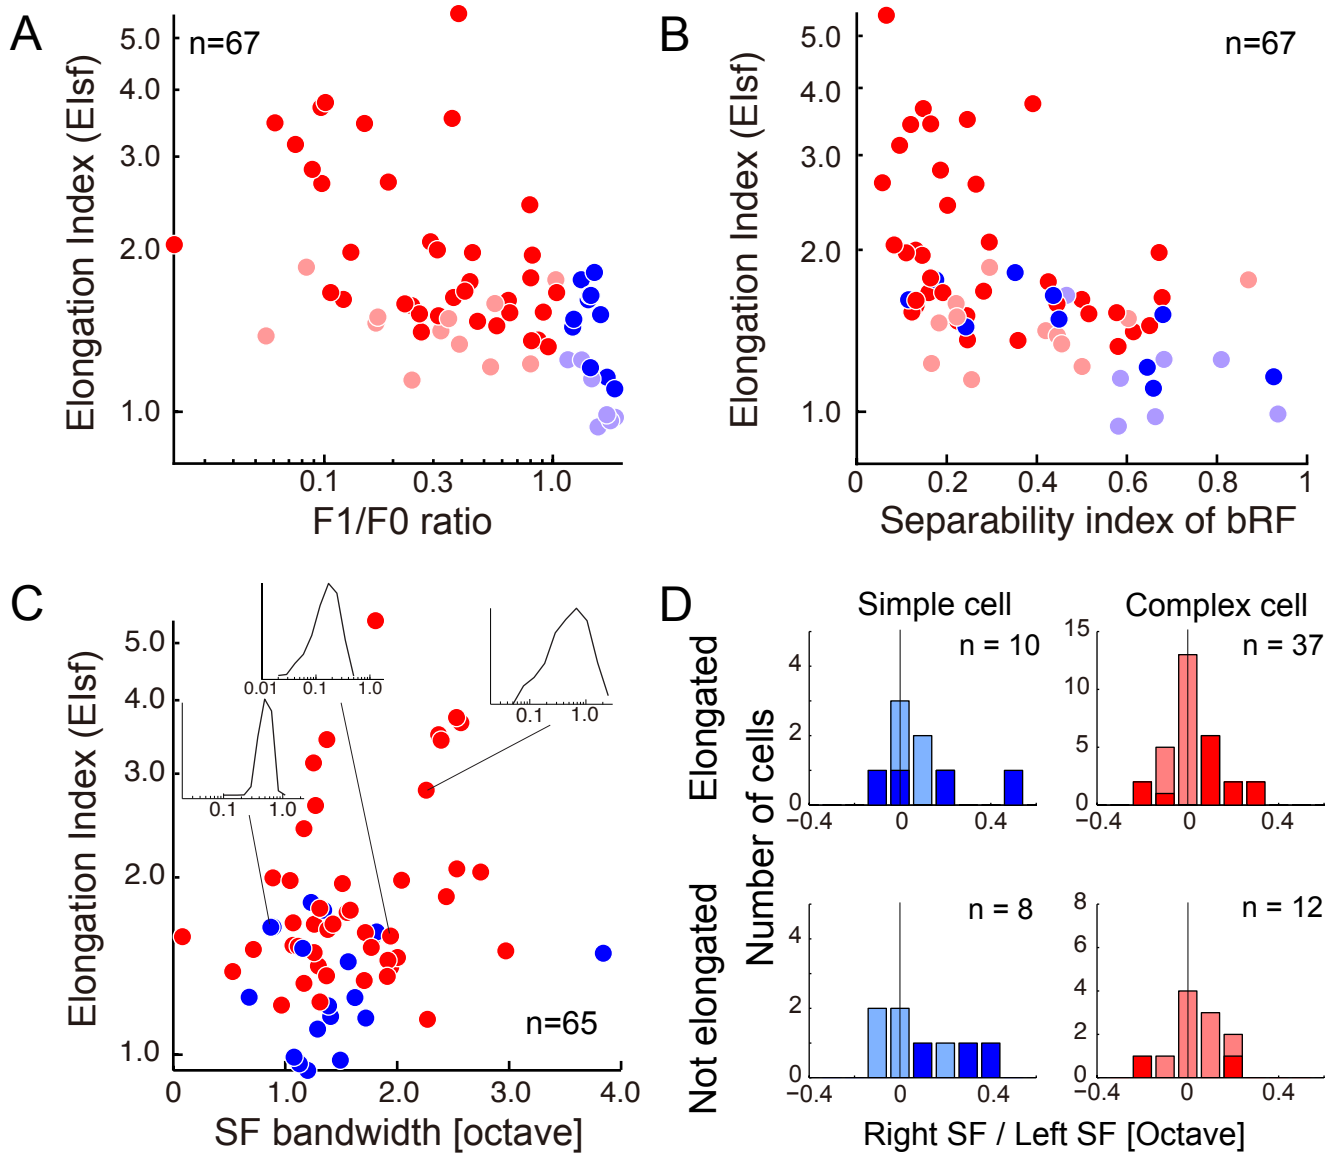 A
n=67
5.0
4.0
3.0
2.0
1.0
Elongation Index (EIsf)
0.1
0.3
1.0
F1/F0 ratio
B
n=67
5.0
4.0
3.0
2.0
1.0
Elongation Index (EIsf)
0
0.2
0.4
0.6
0.8
1
Separability index of bRF
C
5.0
4.0
3.0
2.0
1.0
Elongation Index (EIsf)
0.01
0.1
1.0
0.1
1.0
0.1
1.0
n=65
0
1.0
2.0
3.0
4.0
SF bandwidth [octave]
D
Simple cell
Complex cell
Elongated
Not elongated
Number of cells
n = 10
4
2
0
−0.4
0
0.4
n = 37
15
10
5
0
−0.4
0
0.4
n = 8
4
2
0
−0.4
0
0.4
n = 12
8
6
4
2
0
−0.4
0
0.4
Right SF / Left SF [Octave]